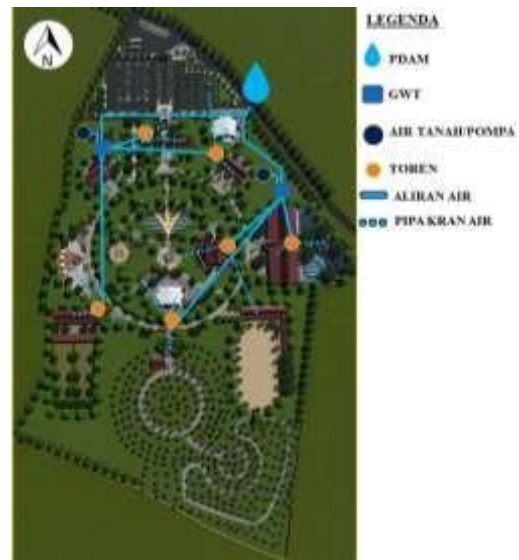 N
LEGENDA
PDAM
GWT
AIR TANAH/POMPA
TOREN
ALIRAN AIR
PIPA KRAN AIR